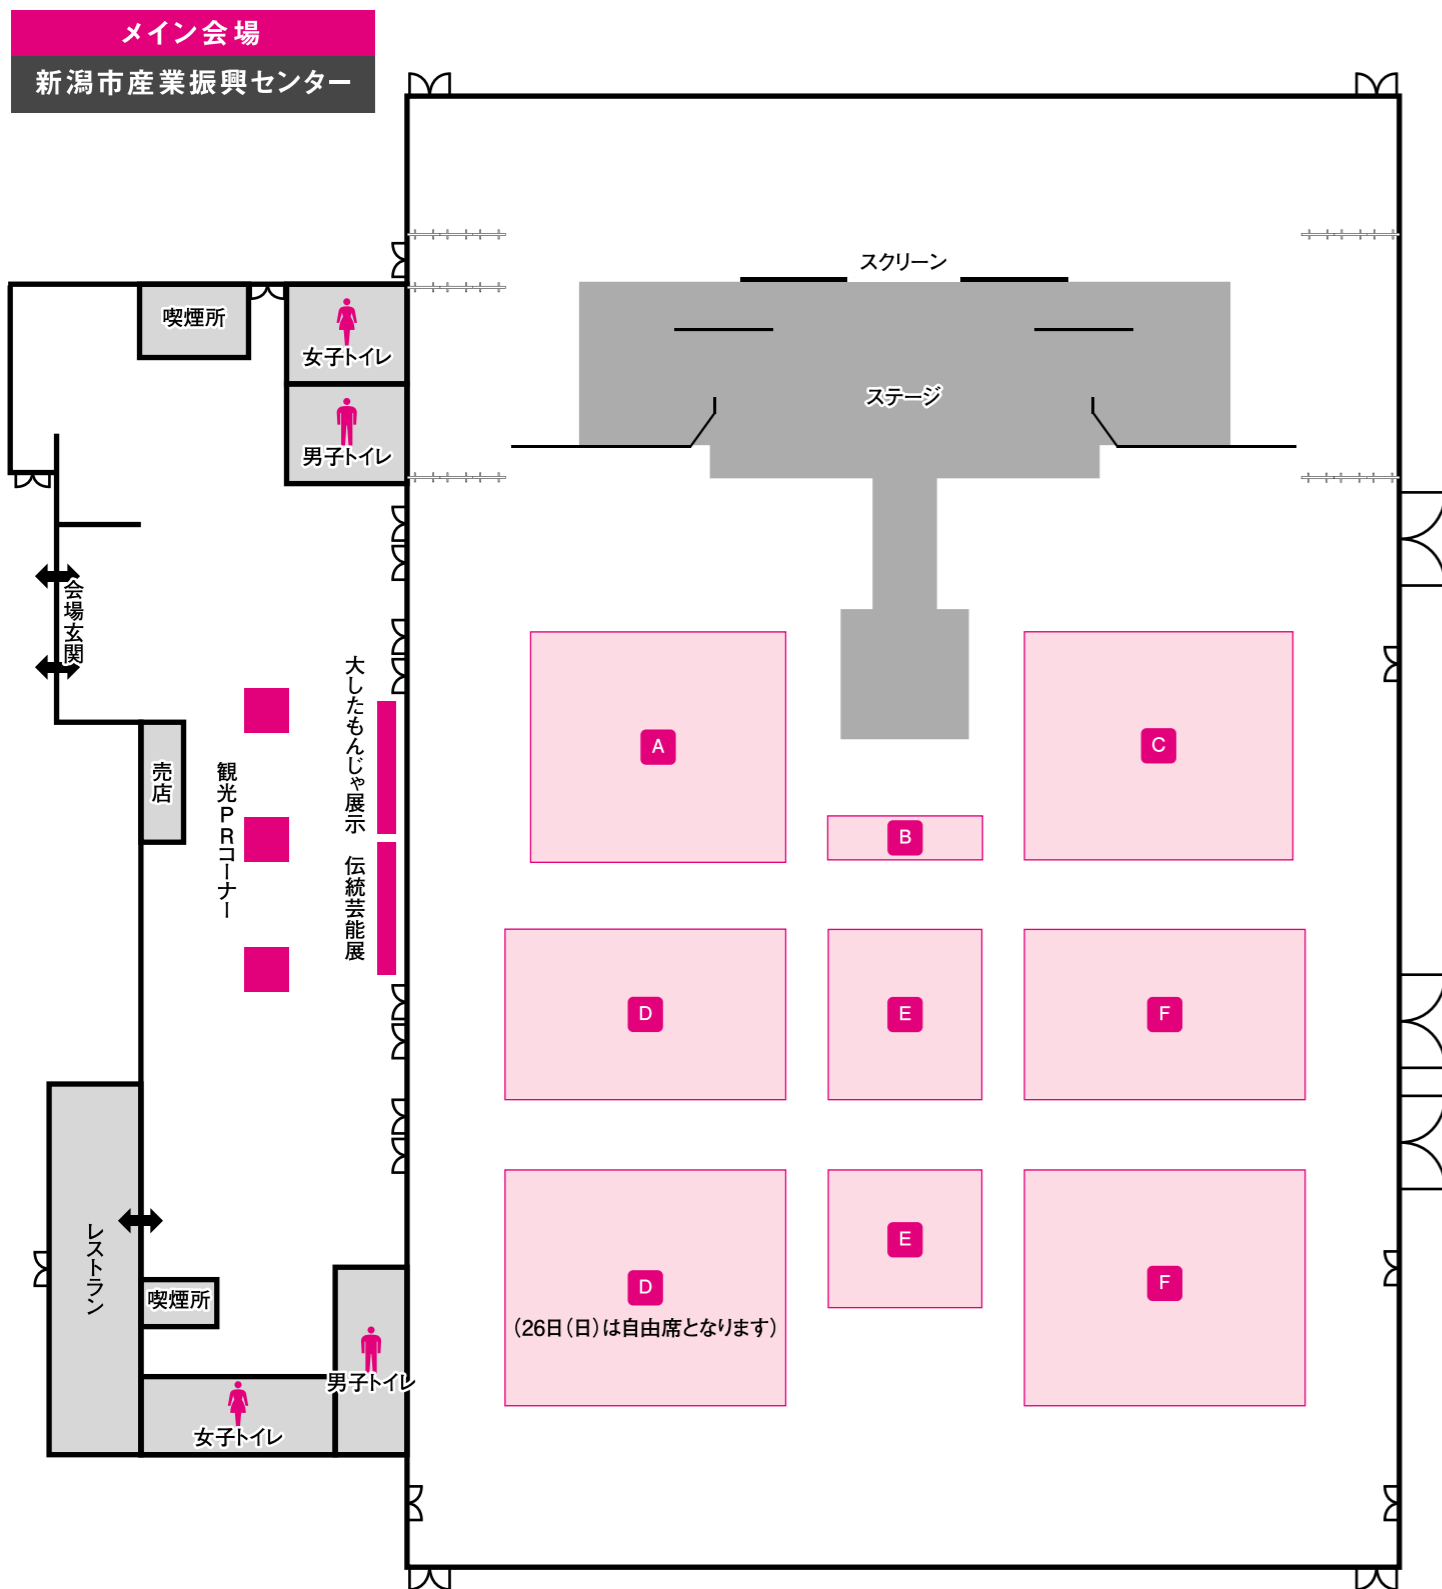 メイン会場
新潟市産業振興センター
スクリーン
喫煙所
女子トイレ
ステージ
男子トイレ
会場玄関
大したもんじゃ展示
A
C
売店
観光PRコーナー
B
伝統芸能展
D
E
F
レストラン
E
D
F
喫煙所
（26日（日）は自由席となります）
男子トイレ
女子トイレ